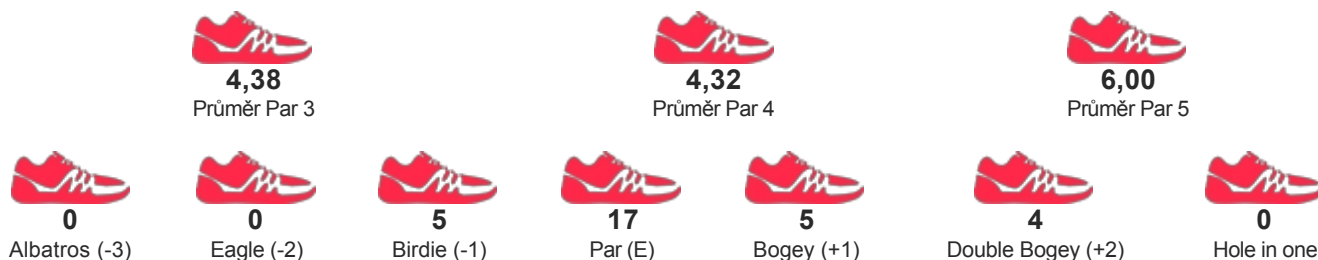 4,38
Průměr Par 3
4,32
Průměr Par 4
6,00
Průměr Par 5
0
Albatros (-3)
0
Eagle (-2)
5
Birdie (-1)
17
Par (E)
5
Bogey (+1)
4
Double Bogey (+2)
0
Hole in one